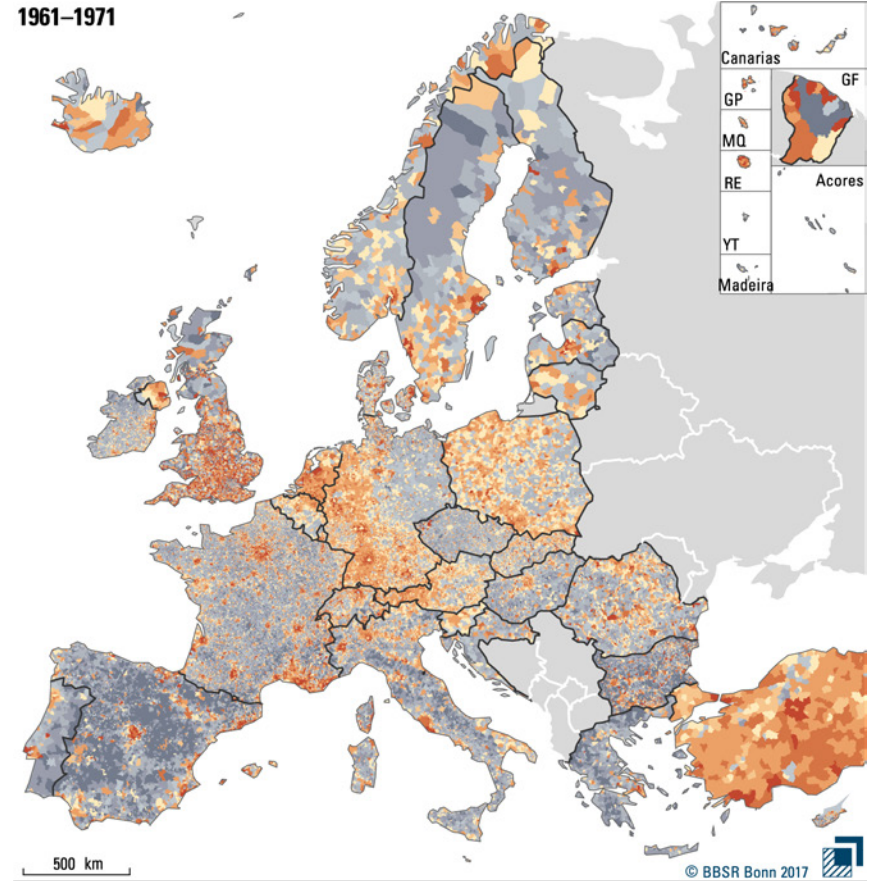 1961–1971
Canarias
GP
GF
MQ
RE
Acores
YT
Madeira
500 km
© BBSR Bonn 2017